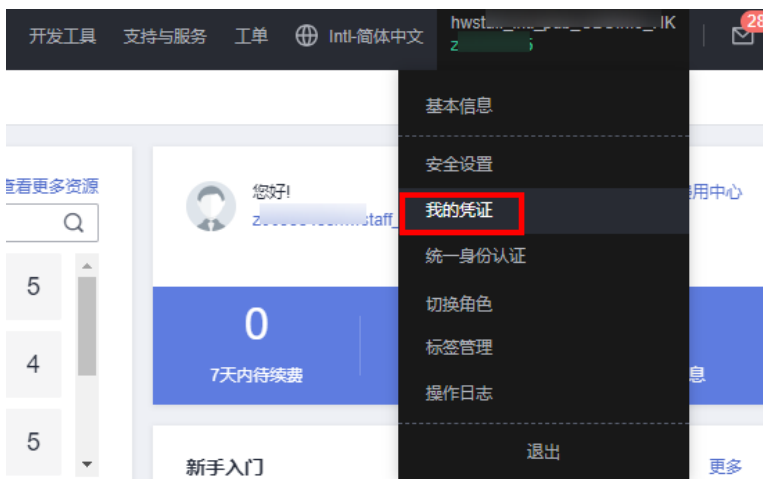 开发工具 支持与服务 工单 Intl-简体中文
28
基本信息
安全设置
我的凭证
统一身份认证
切换角色
标签管理
操作日志
退出
查看更多资源
5
4
5
您好!
用中心
0
7天内待续费
息
新手入门
更多